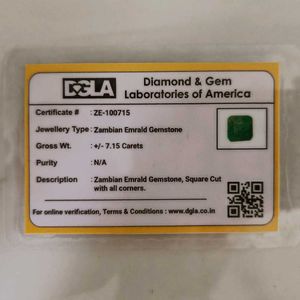 DGLA
Diamond & Gem
Laboratories of America
Certificate # : ZE-100715
Jewellery Type : Zambian Emrald Gemstone
Gross Wt. : +/- 7.15 Carets
Purity : N/A
Description : Zambian Emrald Gemstone, Square Cut
with all corners.
For online verification, Terms & Conditions : www.dgla.co.in